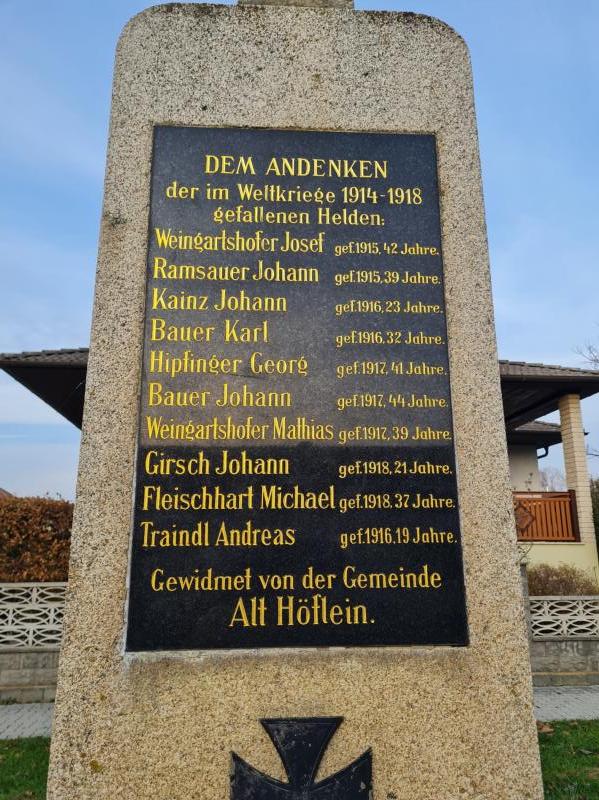 DEM ANDENKEN
der im Weltkriege 1914-1918
gefallenen Helden:
Weingartshofer Josef gef.1915, 42 Jahre.
Ramsauer Johann gef.1915, 39 Jahre.
Kainz Johann gef.1916, 23 Jahre.
Bauer Karl gef.1916, 32 Jahre.
Hipfinger Georg gef.1917, 41 Jahre.
Bauer Johann gef.1917, 44 Jahre.
Weingartshofer Mathias gef.1917, 39 Jahre.
Girsch Johann gef.1918, 21 Jahre.
Fleischhart Michael gef.1918, 37 Jahre.
Traindl Andreas gef.1916, 19 Jahre.
Gewidmet von der Gemeinde
Alt Höflein.